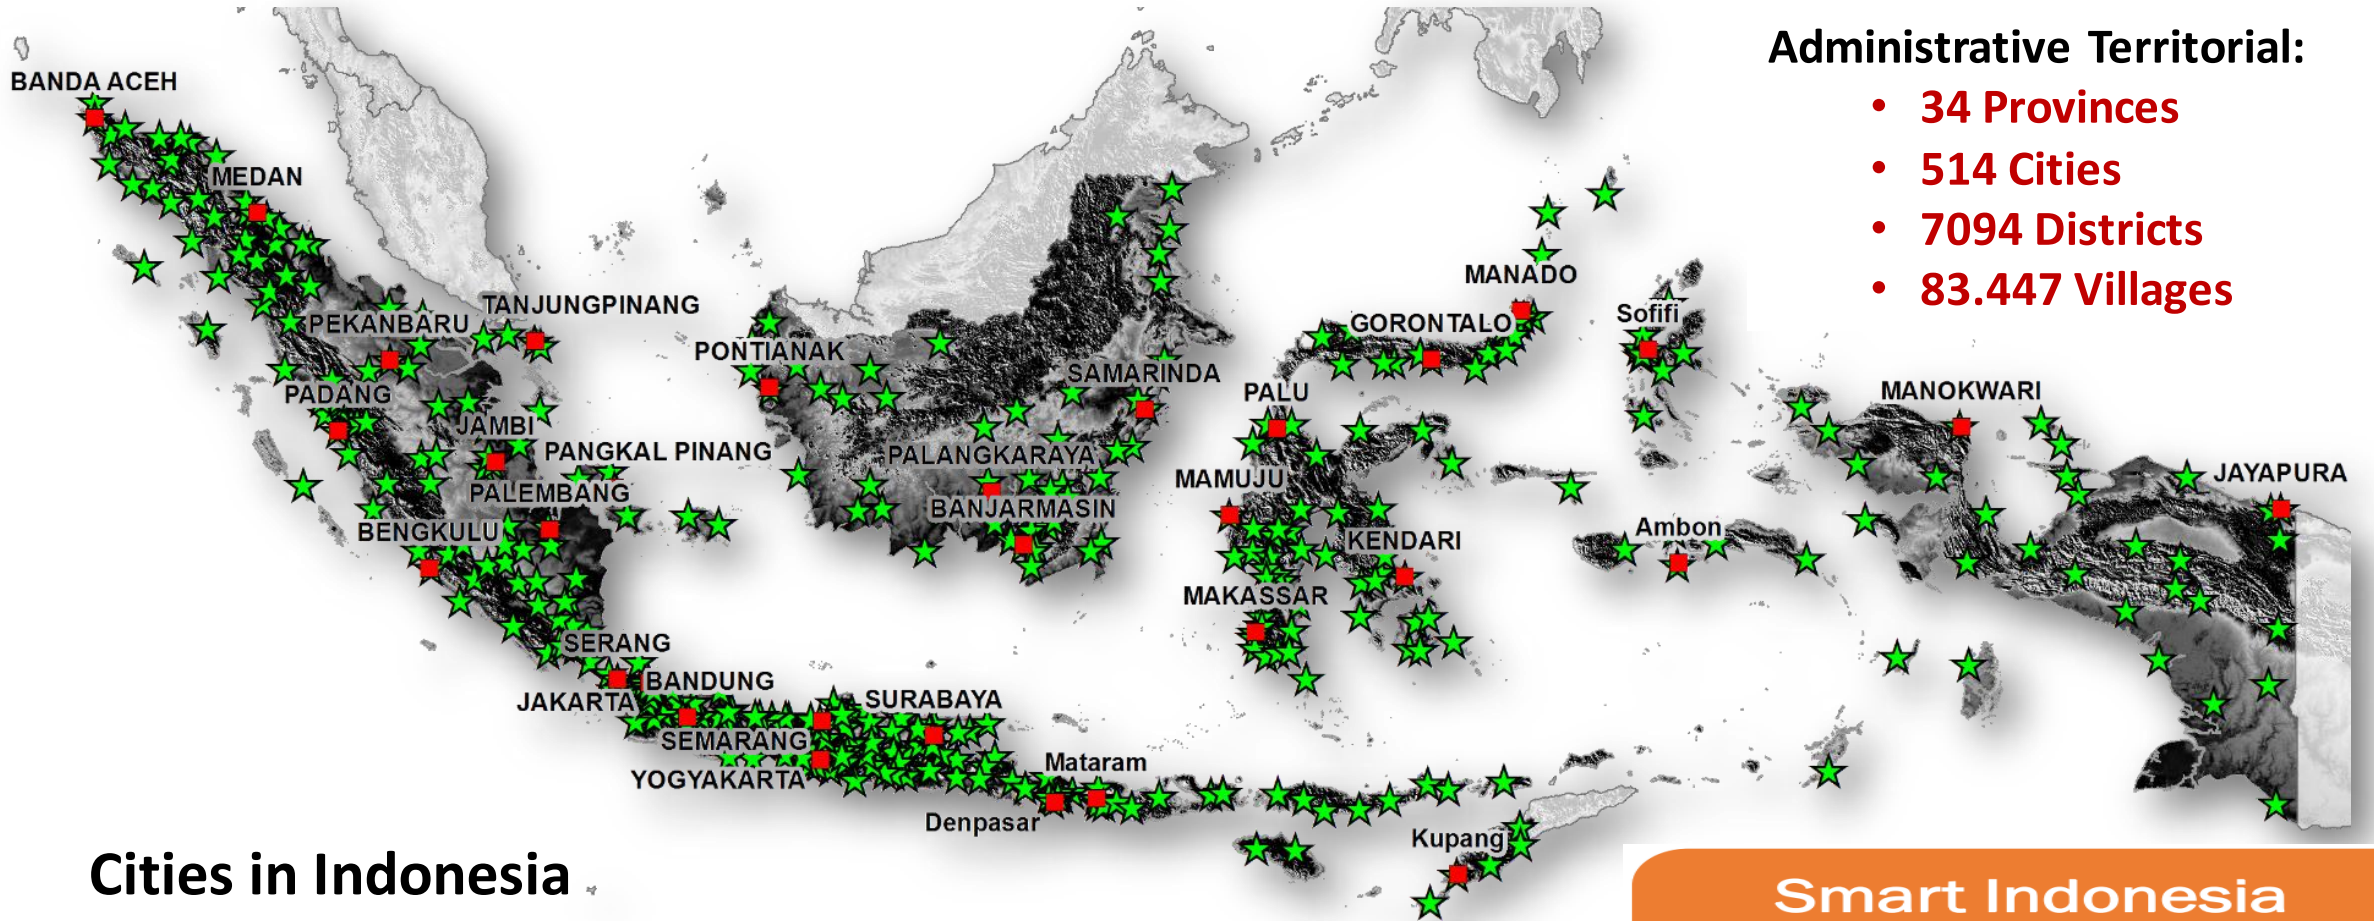 BANDA ACEH
MEDAN
TANJUNGPINANG
PEKANBARU
PADANG
JAMBI
PANGKAL PINANG
PALEMBANG
BENGKULU
SERANG
JAKARTA
BANDUNG
SEMARANG
YOGYAKARTA
SURABAYA
Denpasar
Mataram
Kupang
PONTIANAK
SAMARINDA
PALANGKARAYA
BANJARMASIN
MANADO
GORONTALO
PALU
MAMUJU
KENDARI
MAKASSAR
Sofifi
Ambon
MANOKWARI
JAYAPURA
Administrative Territorial:
• 34 Provinces
• 514 Cities
• 7094 Districts
• 83.447 Villages
Cities in Indonesia
Smart Indonesia